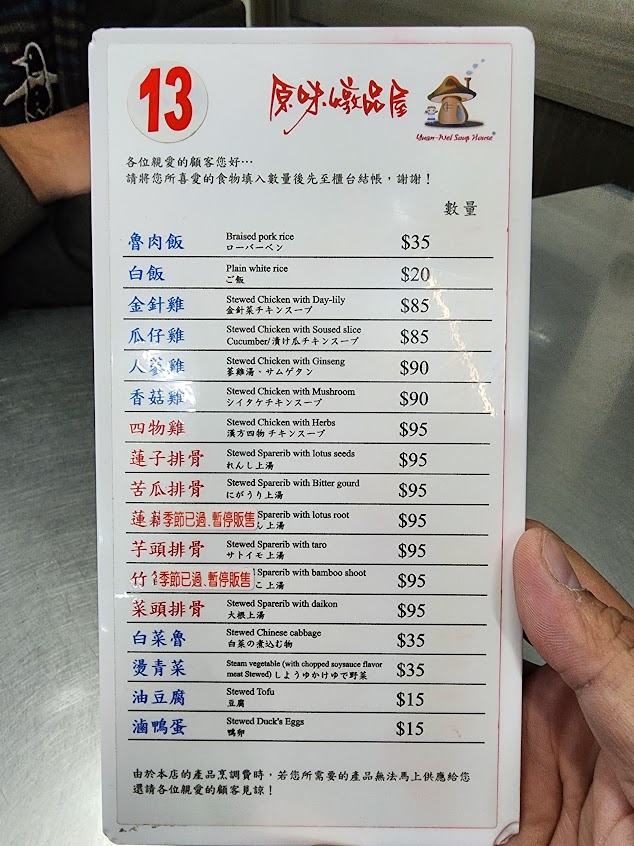 13
原味燉品屋
Yuan-Wei Soup House
各位親愛的顧客您好…
請將您所喜愛的食物填入數量後先至櫃台結帳,謝謝!
數量
魯肉飯 Braised pork rice $35
ローバーベン
白飯 Plain white rice $20
ご飯
金針雞 Stewed Chicken with Day-lily $85
金針菜チキンスープ
瓜仔雞 Stewed Chicken with Soused slice $85
Cucumber/漬け瓜チキンスープ
人蔘雞 Stewed Chicken with Ginseng $90
蔘雞湯、サムゲタン
香菇雞 Stewed Chicken with Mushroom $90
シイタケチキンスープ
四物雞 Stewed Chicken with Herbs $95
漢方四物 チキンスープ
蓮子排骨 Stewed Sparerib with lotus seeds $95
れんし上湯
苦瓜排骨 Stewed Sparerib with Bitter gourd $95
にがうり上湯
蓮 季節已過.暫停販售 Sparerib with lotus root $95
上湯
芋頭排骨 Stewed Sparerib with taro $95
サトイモ上湯
竹 季節已過.暫停販售 Sparerib with bamboo shoot $95
こ上湯
菜頭排骨 Stewed Sparerib with daikon $95
大根上湯
白菜魯 Stewed Chinese cabbage $35
白菜の煮込む物
燙青菜 Steam vegetable (with chopped soysauce flavor $35
meat Stewed) しようゆかけゆで野菜
油豆腐 Stewed Tofu $15
豆腐
滷鴨蛋 Stewed Duck's Eggs $15
鴨卵
由於本店的產品烹調費時,若您所需要的產品無法馬上供應給您
還請各位親愛的顧客見諒!